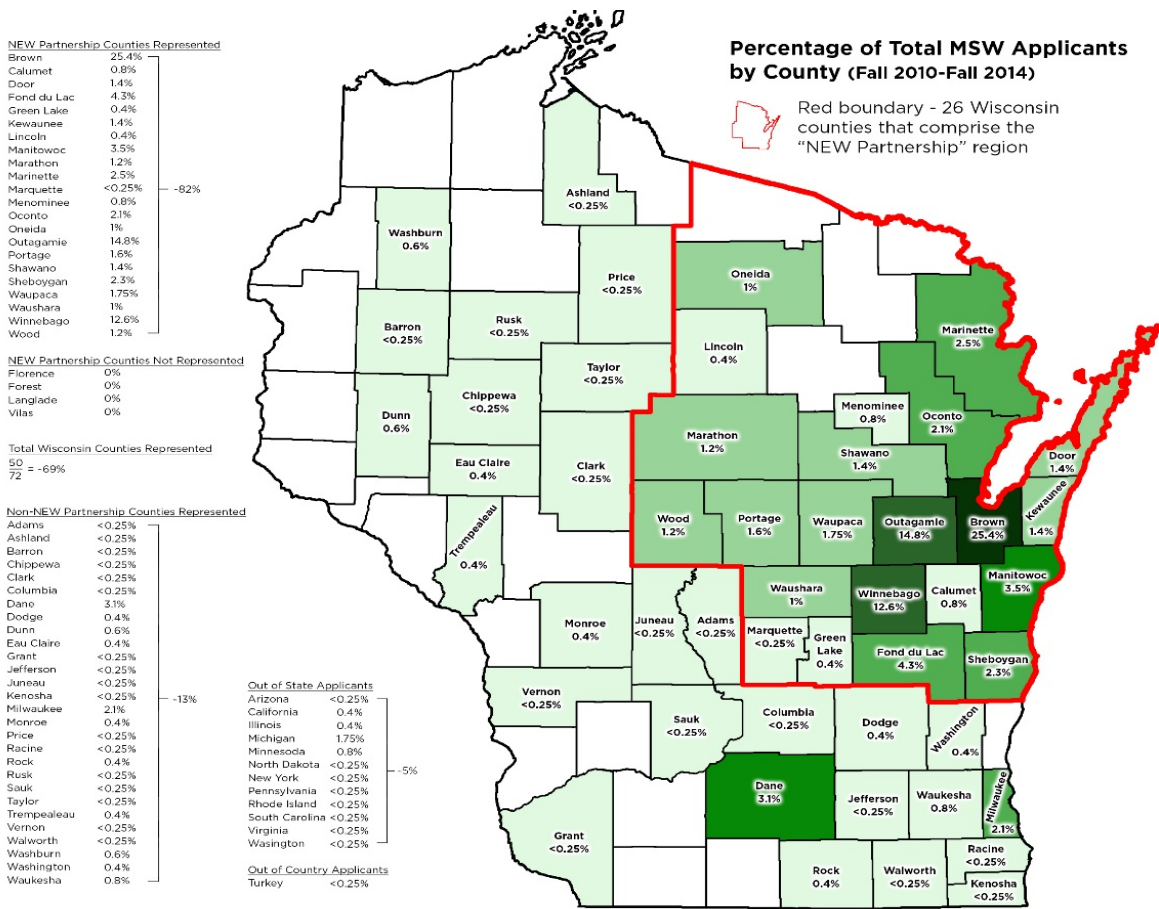 Percentage of Total MSW Applicants
by County (Fall 2010-Fall 2014)
Red boundary - 26 Wisconsin
counties that comprise the
“NEW Partnership” region
NEW Partnership Counties Represented
Brown 25.4%
Calumet 0.8%
Door 1.4%
Fond du Lac 4.3%
Green Lake 0.4%
Kewaunee 1.4%
Lincoln 0.4%
Manitowoc 3.5%
Marathon 1.2%
Marinette 2.5%
Marquette <0.25%
Menominee 0.8%
Oconto 2.1%
Oneida 1%
Outagamie 14.8%
Portage 1.6%
Shawano 1.4%
Sheboygan 2.3%
Waupaca 1.75%
Waushara 1%
Winnebago 12.6%
Wood 1.2%
~82%
NEW Partnership Counties Not Represented
Florence 0%
Forest 0%
Langlade 0%
Vilas 0%
Total Wisconsin Counties Represented
50
72 = ~69%
Non-NEW Partnership Counties Represented
Adams <0.25%
Ashland <0.25%
Barron <0.25%
Chippewa <0.25%
Clark <0.25%
Columbia <0.25%
Dane 3.1%
Dodge 0.4%
Dunn 0.6%
Eau Claire 0.4%
Grant <0.25%
Jefferson <0.25%
Juneau <0.25%
Kenosha <0.25%
Milwaukee 2.1%
Monroe 0.4%
Price <0.25%
Racine <0.25%
Rock 0.4%
Rusk <0.25%
Sauk <0.25%
Taylor <0.25%
Trempealeau 0.4%
Vernon <0.25%
Walworth <0.25%
Washburn 0.6%
Washington 0.4%
Waukesha 0.8%
~13%
Out of State Applicants
Arizona <0.25%
California 0.4%
Illinois 0.4%
Michigan 1.75%
Minnesoda 0.8%
North Dakota <0.25%
New York <0.25%
Pennsylvania <0.25%
Rhode Island <0.25%
South Carolina <0.25%
Virginia <0.25%
Wasington <0.25%
~5%
Out of Country Applicants
Turkey <0.25%
Ashland
<0.25%
Washburn
0.6%
Price
<0.25%
Oneida
1%
Barron
<0.25%
Rusk
<0.25%
Marinette
2.5%
Lincoln
0.4%
Taylor
<0.25%
Chippewa
<0.25%
Dunn
0.6%
Menominee
0.8%
Oconto
2.1%
Marathon
1.2%
Shawano
1.4%
Door
1.4%
Eau Claire
0.4%
Clark
<0.25%
Kewaunee
1.4%
Wood
1.2%
Portage
1.6%
Waupaca
1.75%
Outagamie
14.8%
Brown
25.4%
Trempealeau
0.4%
Waushara
1%
Winnebago
12.6%
Calumet
0.8%
Manitowoc
3.5%
Monroe
0.4%
Juneau
<0.25%
Adams
<0.25%
Marquette
<0.25%
Green
Lake
0.4%
Fond du Lac
4.3%
Sheboygan
2.3%
Vernon
<0.25%
Sauk
<0.25%
Columbia
<0.25%
Dodge
0.4%
Washington
0.4%
Dane
3.1%
Jefferson
<0.25%
Waukesha
0.8%
Milwaukee
2.1%
Grant
<0.25%
Rock
0.4%
Walworth
<0.25%
Racine
<0.25%
Kenosha
<0.25%